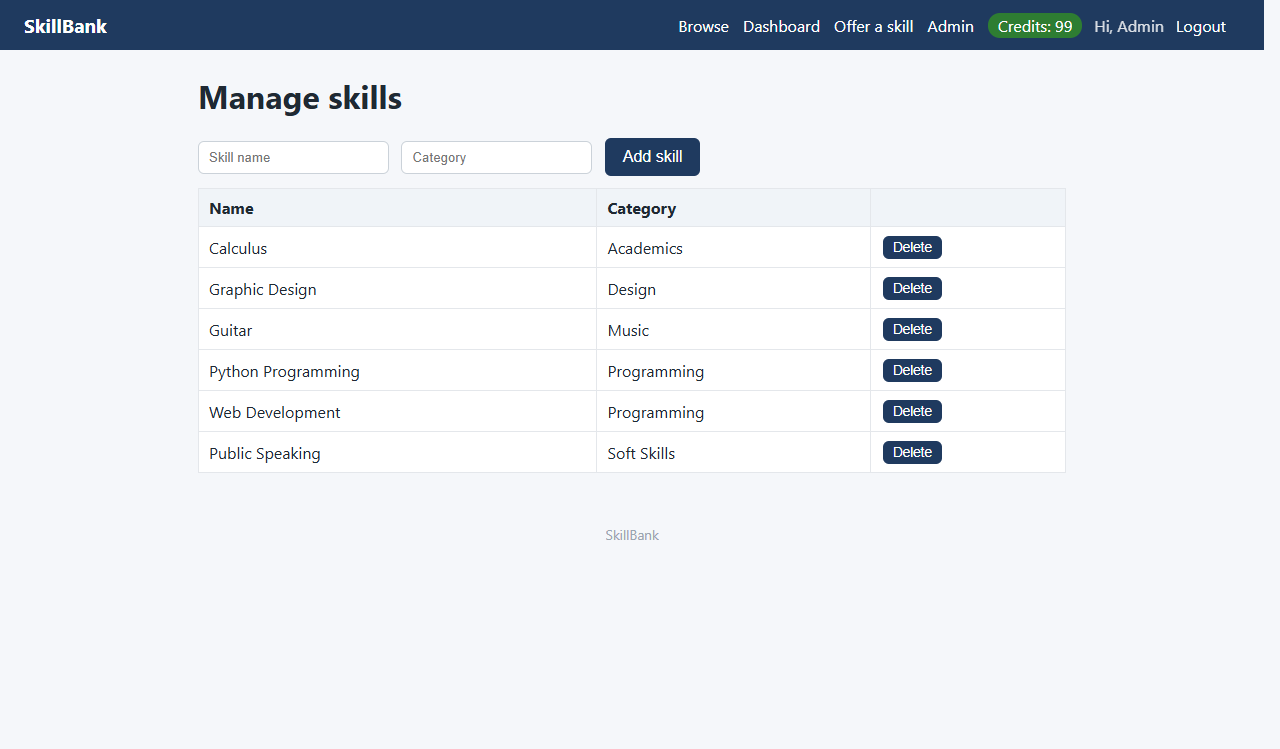 SkillBank Browse Dashboard Offer a skill Admin Credits: 99 Hi, Admin Logout
Manage skills
Skill name Category Add skill
Name Category
Calculus Academics Delete
Graphic Design Design Delete
Guitar Music Delete
Python Programming Programming Delete
Web Development Programming Delete
Public Speaking Soft Skills Delete
SkillBank